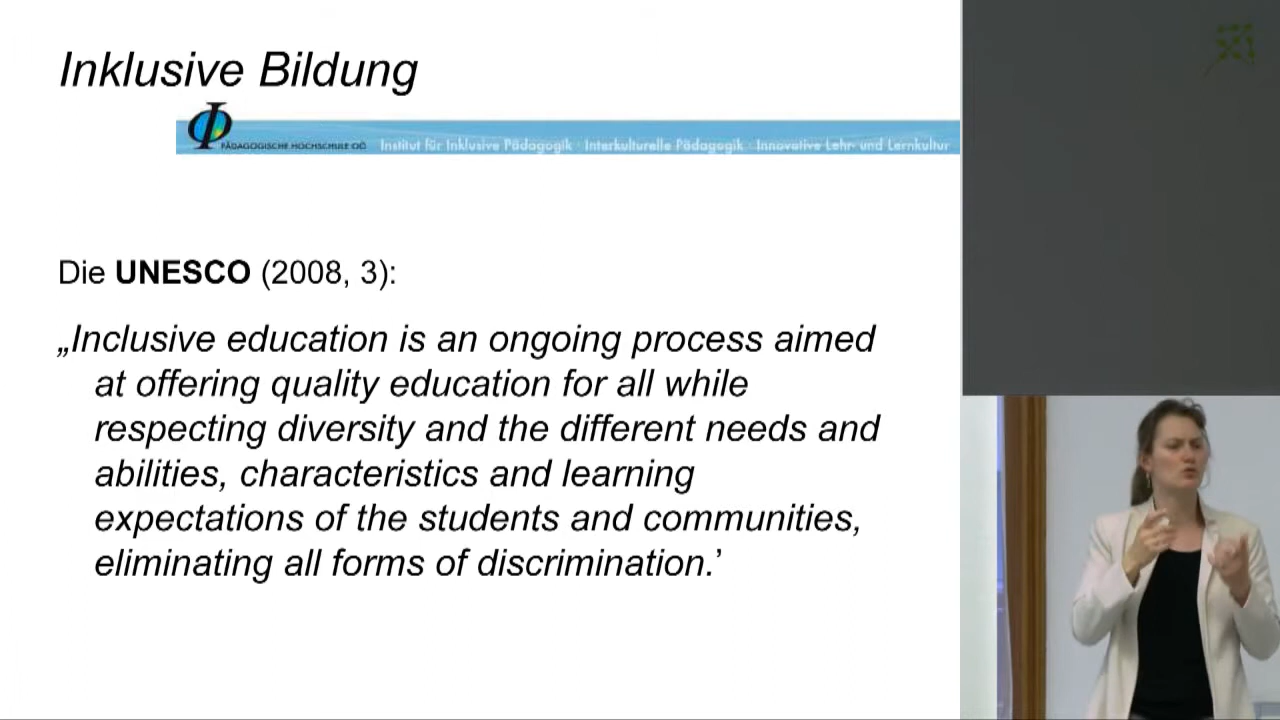 Inklusive Bildung
PÄDAGOGISCHE HOCHSCHULE OÖ Institut für Inklusive Pädagogik · Interkulturelle Pädagogik · Innovative Lehr- und Lernkultur
Die UNESCO (2008, 3):
„Inclusive education is an ongoing process aimed
at offering quality education for all while
respecting diversity and the different needs and
abilities, characteristics and learning
expectations of the students and communities,
eliminating all forms of discrimination.’